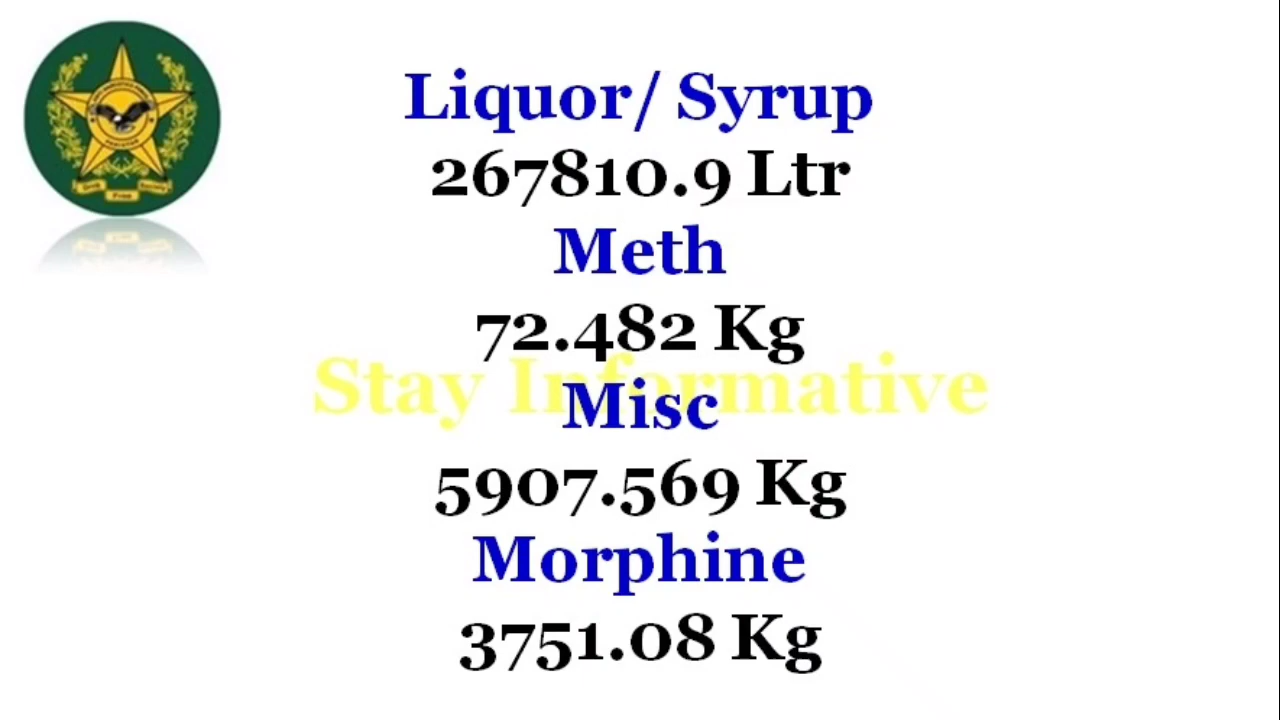 Liquor/ Syrup
267810.9 Ltr
Meth
72.482 Kg
Stay Informative
Misc
5907.569 Kg
Morphine
3751.08 Kg